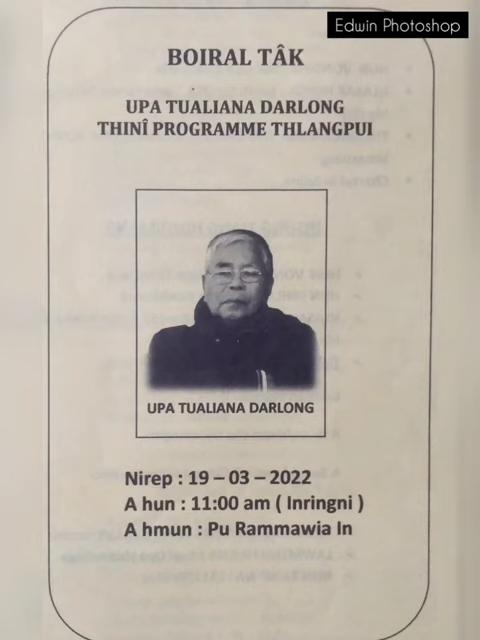 Edwin Photoshop
BOIRAL TÂK
UPA TUALIANA DARLONG
THINÎ PROGRAMME THLANGPUI
UPA TUALIANA DARLONG
Nirep : 19 – 03 – 2022
A hun : 11:00 am ( Inringni )
A hmun : Pu Rammawia In